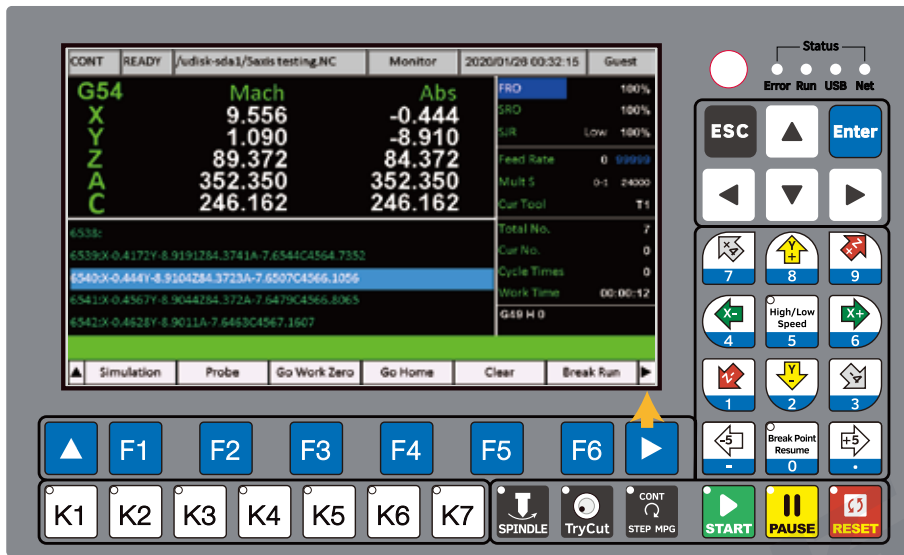 CONT READY /udisk-sda1/5axis testing.NC Monitor 2020/01/26 00:32:15 Guest
G54 Mach Abs
X 9.556 -0.444
Y 1.090 -8.910
Z 89.372 84.372
A 352.350 352.350
C 246.162 246.162
FRO 100%
SRO 100%
SJR Low 100%
Feed Rate 0 99999
Mult S 0-1 24000
Cur Tool T1
Total No. 7
Cur No. 0
Cycle Times 0
Work Time 00:00:12
G49 H 0
6538:
6539:X-0.4172Y-8.9191Z84.3741A-7.6544C4564.7352
6540:X-0.444Y-8.9104Z84.3723A-7.6507C4566.1056
6541:X-0.4567Y-8.9044Z84.372A-7.6479C4566.8065
6542:X-0.4628Y-8.9011A-7.6463C4567.1607
▲ Simulation Probe Go Work Zero Go Home Clear Break Run ▶
▲ F1 F2 F3 F4 F5 F6 ▶
K1 K2 K3 K4 K5 K6 K7
SPINDLE
TryCut
CONT
STEP MPG
START
PAUSE
RESET
Status
Error Run USB Net
ESC ▲ Enter
◀ ▼ ▶
7
Y+
8
9
X-
4
High/Low
Speed
5
X+
6
1
Y-
2
3
-5
-
Break Point
Resume
0
+5
.